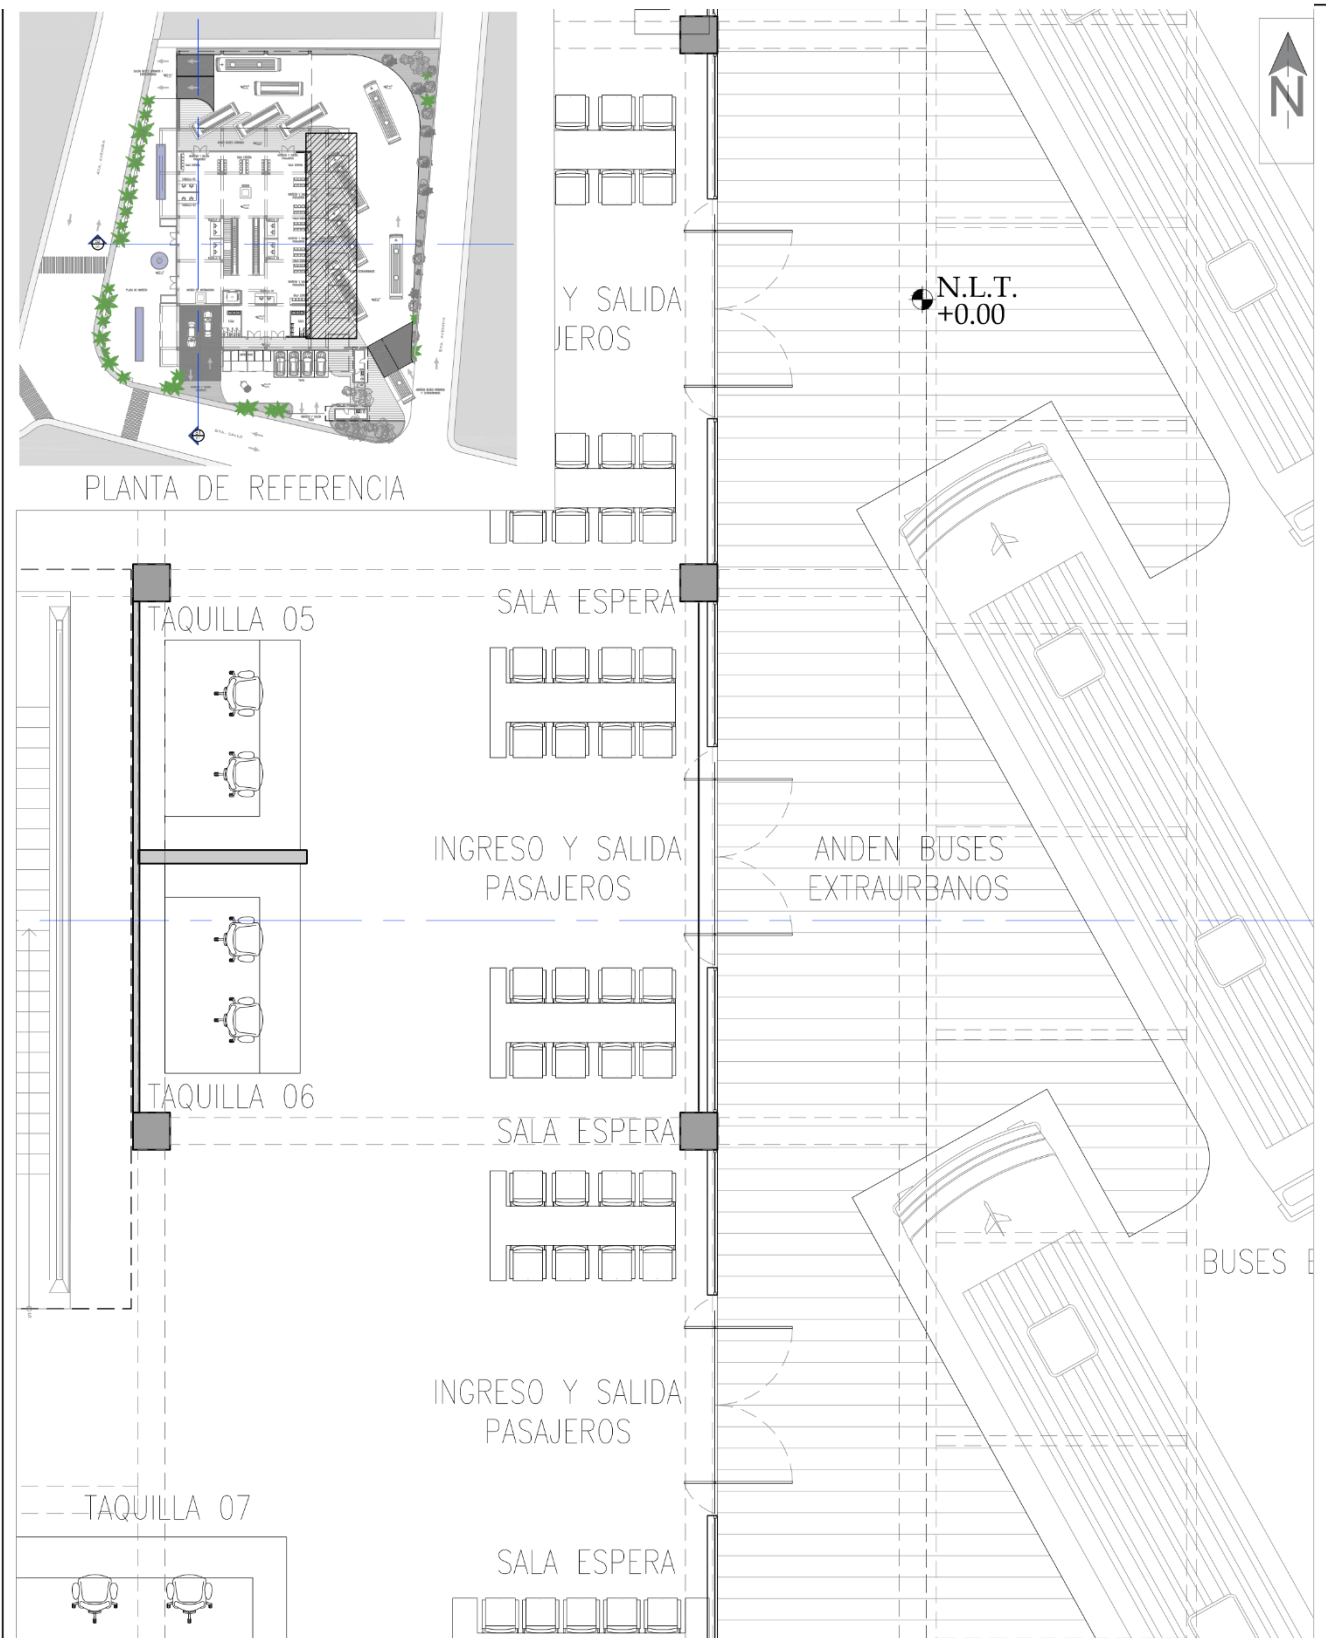 N
Y SALIDA
JEROS
N.L.T.
+0.00
PLANTA DE REFERENCIA
SALA ESPERA
TAQUILLA 05
INGRESO Y SALIDA
PASAJEROS
ANDEN BUSES
EXTRAURBANOS
TAQUILLA 06
SALA ESPERA
BUSES
INGRESO Y SALIDA
PASAJEROS
TAQUILLA 07
SALA ESPERA